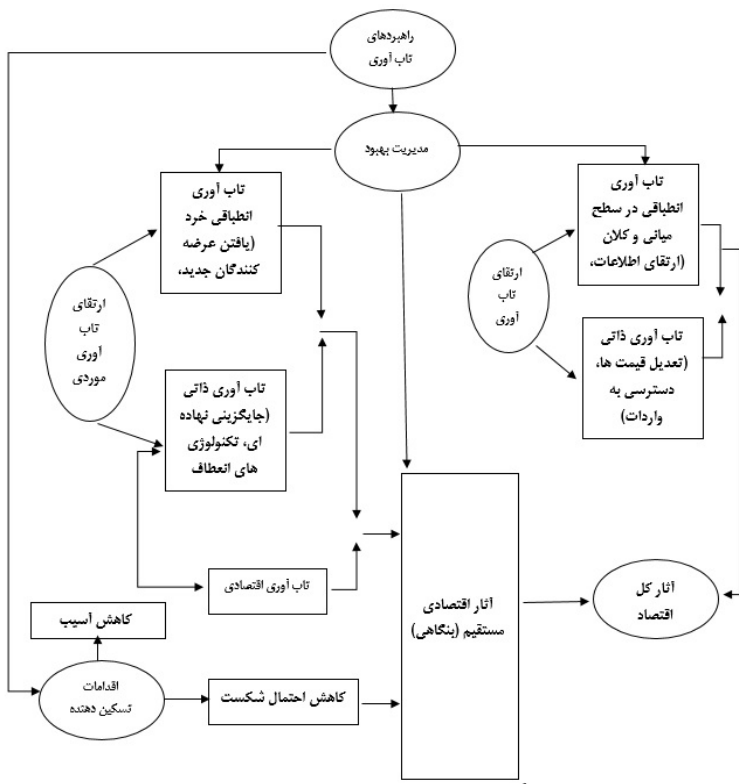 راهبردهای
تاب آوری
مدیریت بهبود
تاب آوری
انطباقی در سطح
میانی و کلان
(ارتقای اطلاعات،
تاب آوری
انطباقی خرد
(یافتن عرضه
کنندگان جدید،
ارتقای
تاب
آوری
ارتقای
تاب
آوری
موردی
تاب آوری ذاتی
(تعدیل قیمت ها،
دسترسی به
واردات)
تاب آوری ذاتی
(جایگزینی نهاده
ای، تکنولوژی
های انعطاف
تاب آوری اقتصادی
آثار کل
اقتصاد
آثار اقتصادی
مستقیم (بنگاهی)
کاهش آسیب
اقدامات
تسکین دهنده
کاهش احتمال شکست